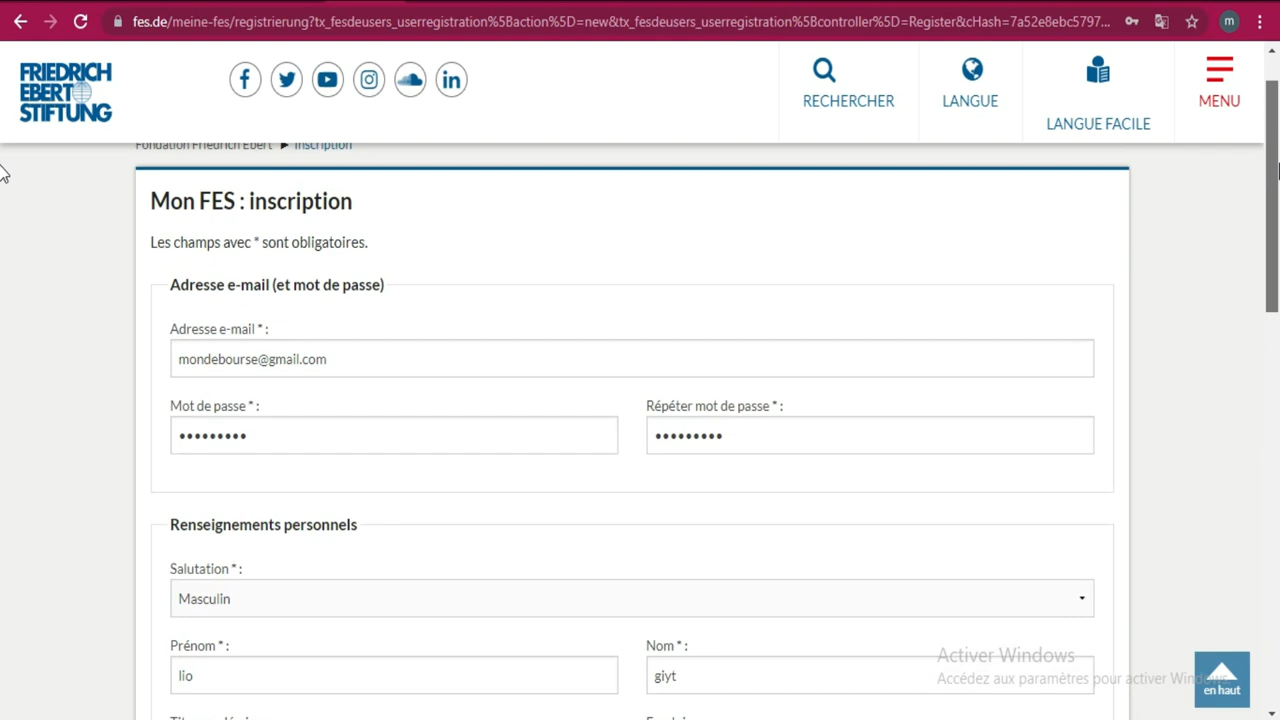 fes.de/meine-fes/registrierung?tx_fesdeusers_userregistration%5Baction%5D=new&tx_fesdeusers_userregistration%5Bcontroller%5D=Register&cHash=7a52e8ebc5797...
m
FRIEDRICH
EBERT
STIFTUNG
RECHERCHER
LANGUE
LANGUE FACILE
MENU
Fondation Friedrich Ebert ► Inscription
Mon FES : inscription
Les champs avec * sont obligatoires.
Adresse e-mail (et mot de passe)
Adresse e-mail * :
mondebourse@gmail.com
Mot de passe * : Répéter mot de passe * :
••••••••• •••••••••
Renseignements personnels
Salutation * :
Masculin
Prénom * : Nom * :
lio giyt
Activer Windows
Accédez aux paramètres pour activer Windows.
en haut